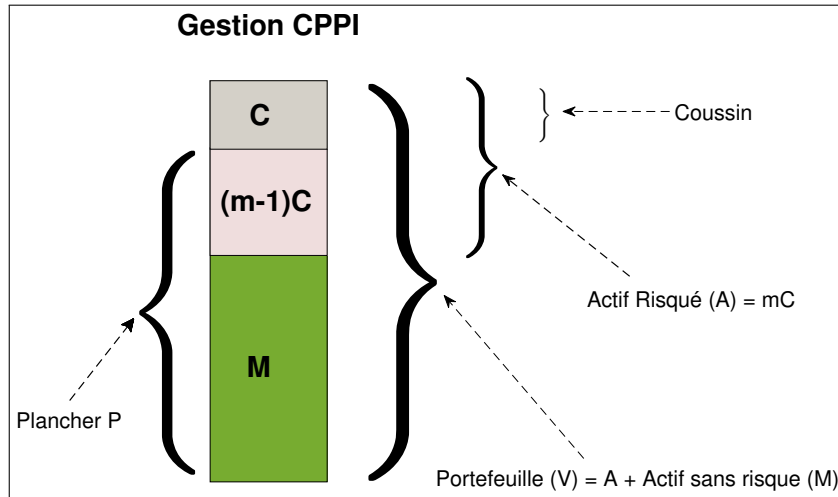 Gestion CPPI
C
Coussin
(m-1)C
Actif Risqué (A) = mC
M
Plancher P
Portefeuille (V) = A + Actif sans risque (M)